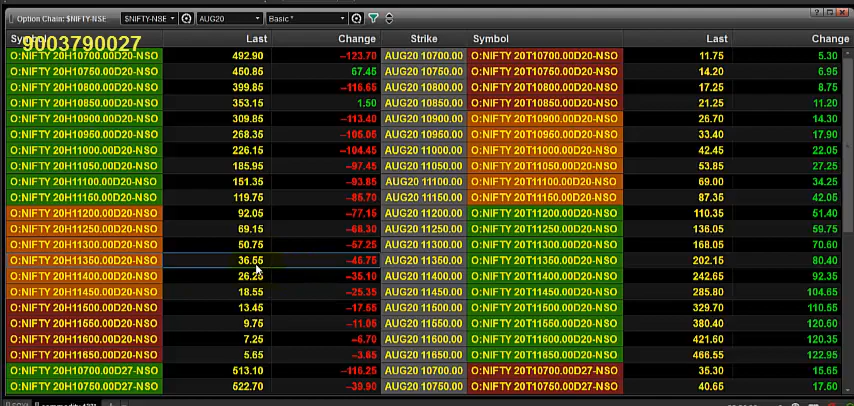 Option Chain: $NIFTY-NSE $NIFTY-NSE AUG20 Basic *
9003790027
Symbol Last Change Strike Symbol Last Change
O:NIFTY 20H10700.00D20-NSO 492.90 –123.70 AUG20 10700.00 O:NIFTY 20T10700.00D20-NSO 11.75 5.30
O:NIFTY 20H10750.00D20-NSO 450.85 67.45 AUG20 10750.00 O:NIFTY 20T10750.00D20-NSO 14.20 6.95
O:NIFTY 20H10800.00D20-NSO 399.85 –116.65 AUG20 10800.00 O:NIFTY 20T10800.00D20-NSO 17.25 8.75
O:NIFTY 20H10850.00D20-NSO 353.15 1.50 AUG20 10850.00 O:NIFTY 20T10850.00D20-NSO 21.25 11.20
O:NIFTY 20H10900.00D20-NSO 309.85 –113.40 AUG20 10900.00 O:NIFTY 20T10900.00D20-NSO 26.70 14.30
O:NIFTY 20H10950.00D20-NSO 268.35 –105.05 AUG20 10950.00 O:NIFTY 20T10950.00D20-NSO 33.40 17.90
O:NIFTY 20H11000.00D20-NSO 226.15 –104.45 AUG20 11000.00 O:NIFTY 20T11000.00D20-NSO 42.45 22.05
O:NIFTY 20H11050.00D20-NSO 185.95 –97.45 AUG20 11050.00 O:NIFTY 20T11050.00D20-NSO 53.85 27.25
O:NIFTY 20H11100.00D20-NSO 151.35 –93.85 AUG20 11100.00 O:NIFTY 20T11100.00D20-NSO 69.00 34.25
O:NIFTY 20H11150.00D20-NSO 119.75 –85.70 AUG20 11150.00 O:NIFTY 20T11150.00D20-NSO 87.35 42.05
O:NIFTY 20H11200.00D20-NSO 92.05 –77.15 AUG20 11200.00 O:NIFTY 20T11200.00D20-NSO 110.35 51.40
O:NIFTY 20H11250.00D20-NSO 69.15 –68.30 AUG20 11250.00 O:NIFTY 20T11250.00D20-NSO 136.05 59.75
O:NIFTY 20H11300.00D20-NSO 50.75 –57.25 AUG20 11300.00 O:NIFTY 20T11300.00D20-NSO 168.05 70.60
O:NIFTY 20H11350.00D20-NSO 36.55 –46.75 AUG20 11350.00 O:NIFTY 20T11350.00D20-NSO 202.15 80.40
O:NIFTY 20H11400.00D20-NSO 26.25 –35.10 AUG20 11400.00 O:NIFTY 20T11400.00D20-NSO 242.65 92.35
O:NIFTY 20H11450.00D20-NSO 18.55 –25.35 AUG20 11450.00 O:NIFTY 20T11450.00D20-NSO 285.80 104.65
O:NIFTY 20H11500.00D20-NSO 13.45 –17.55 AUG20 11500.00 O:NIFTY 20T11500.00D20-NSO 329.70 110.55
O:NIFTY 20H11550.00D20-NSO 9.75 –11.05 AUG20 11550.00 O:NIFTY 20T11550.00D20-NSO 380.40 120.60
O:NIFTY 20H11600.00D20-NSO 7.25 –6.70 AUG20 11600.00 O:NIFTY 20T11600.00D20-NSO 421.60 120.35
O:NIFTY 20H11650.00D20-NSO 5.65 –3.65 AUG20 11650.00 O:NIFTY 20T11650.00D20-NSO 466.55 122.95
O:NIFTY 20H10700.00D27-NSO 513.10 –116.25 AUG20 10700.00 O:NIFTY 20T10700.00D27-NSO 35.30 15.65
O:NIFTY 20H10750.00D27-NSO 522.70 –39.90 AUG20 10750.00 O:NIFTY 20T10750.00D27-NSO 40.65 17.50